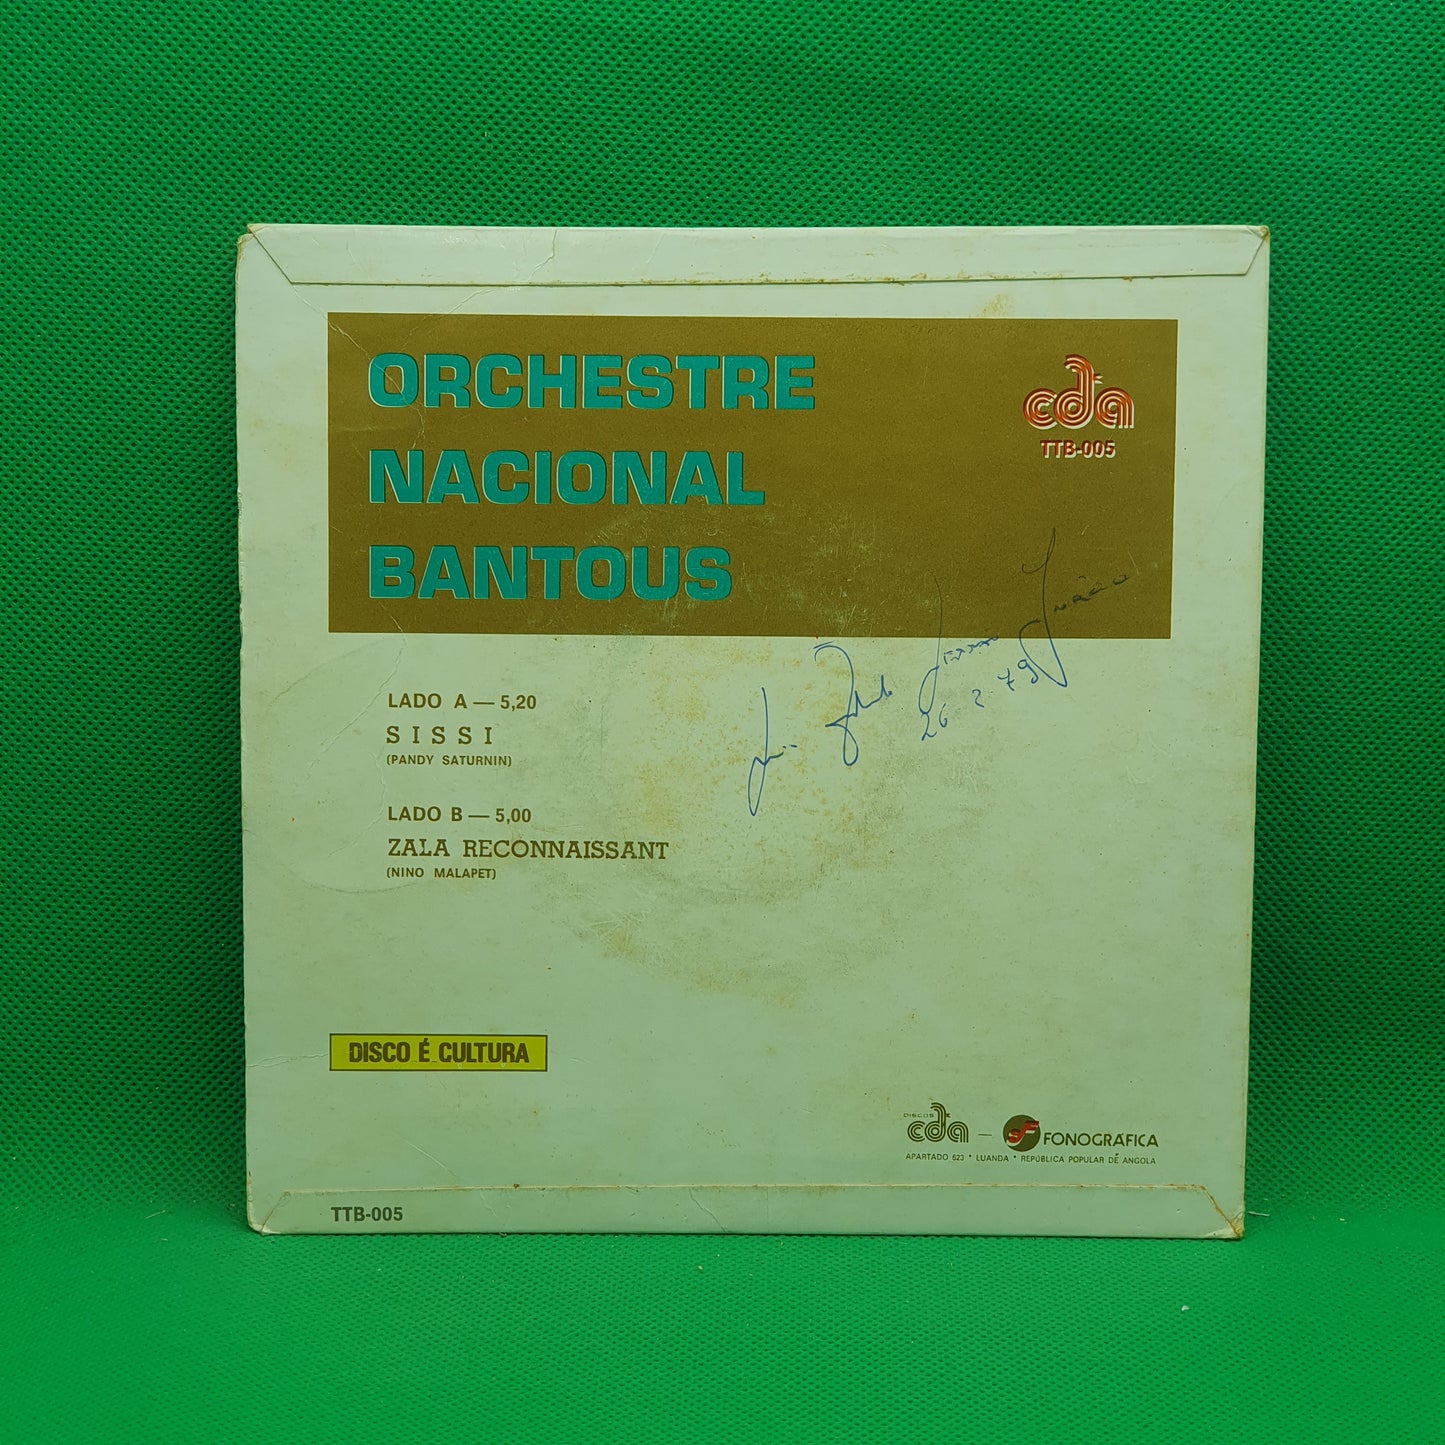 ORCHESTRE
NACIONAL
BANTOUS
cda
TTB-005
LADO A — 5,20
SISSI
(PANDY SATURNIN)
LADO B — 5,00
ZALA RECONNAISSANT
(NINO MALAPET)
26 2 79
DISCO É CULTURA
DISCOS
cda — FONOGRÁFICA
APARTADO 623 * LUANDA * REPÚBLICA POPULAR DE ANGOLA
TTB-005